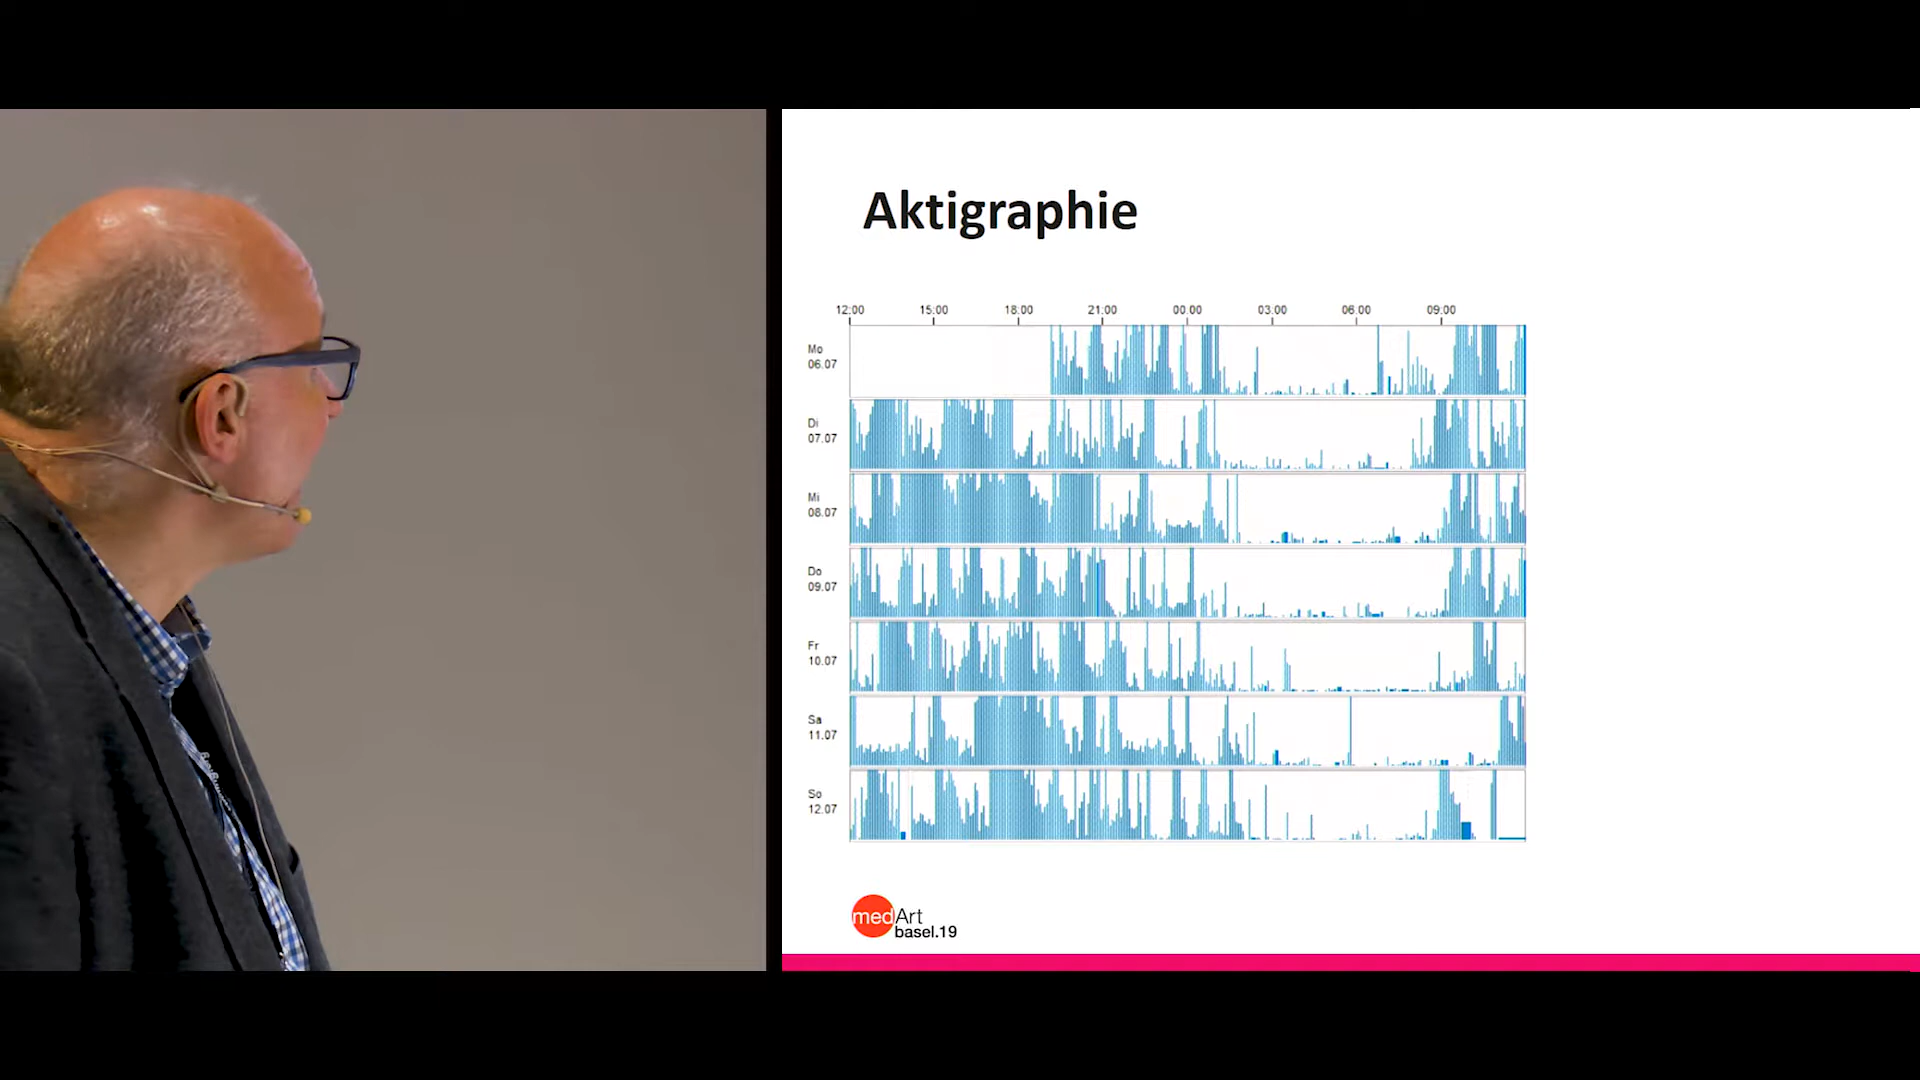 Aktigraphie
12:00 15:00 18:00 21:00 00:00 03:00 06:00 09:00
Mo
06.07
Di
07.07
Mi
08.07
Do
09.07
Fr
10.07
Sa
11.07
So
12.07
medArt
basel.19